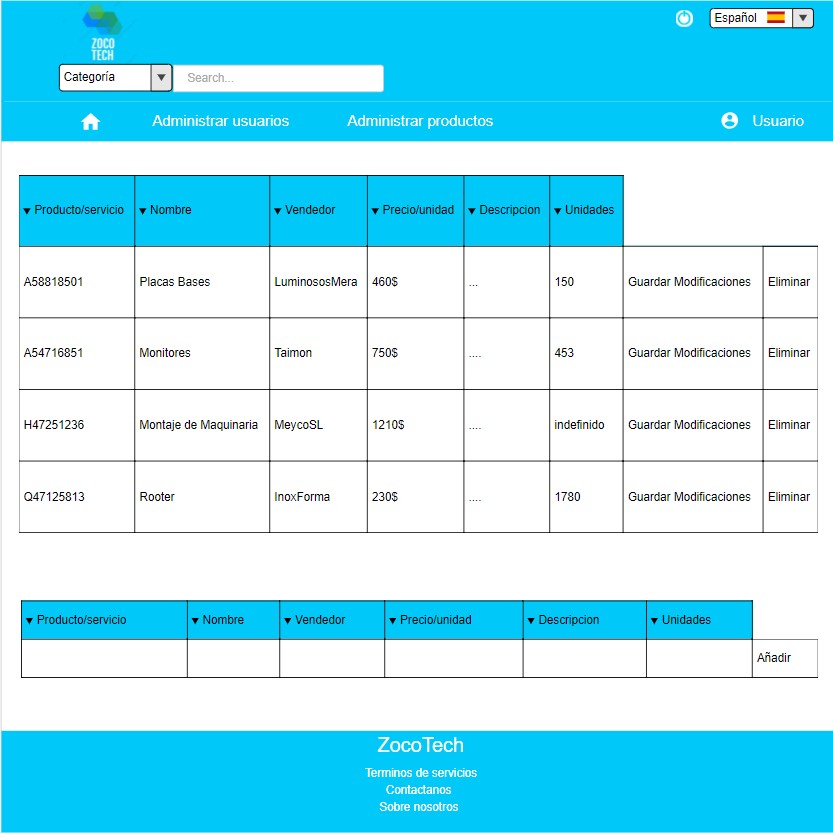 ZOCO
TECH
Español
Categoría
Search...
Administrar usuarios Administrar productos Usuario
Producto/servicio Nombre Vendedor Precio/unidad Descripcion Unidades
A58818501 Placas Bases LuminososMera 460$ ... 150 Guardar Modificaciones Eliminar
A54716851 Monitores Taimon 750$ .... 453 Guardar Modificaciones Eliminar
H47251236 Montaje de Maquinaria MeycoSL 1210$ .... indefinido Guardar Modificaciones Eliminar
Q47125813 Rooter InoxForma 230$ .... 1780 Guardar Modificaciones Eliminar
Producto/servicio Nombre Vendedor Precio/unidad Descripcion Unidades
Añadir
ZocoTech
Terminos de servicios
Contactanos
Sobre nosotros